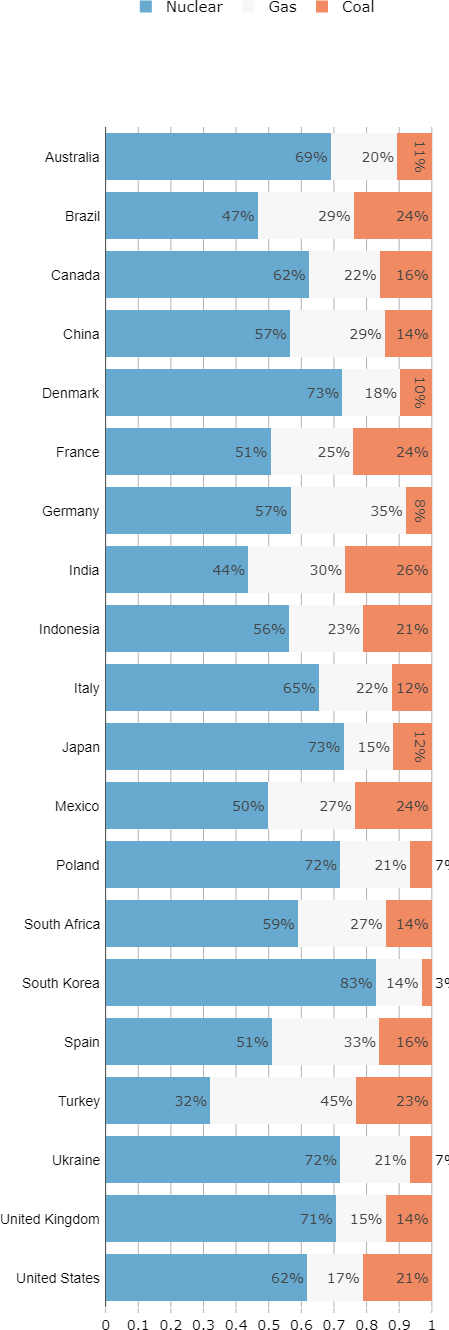 Nuclear Gas Coal
Australia 69% 20% 11%
Brazil 47% 29% 24%
Canada 62% 22% 16%
China 57% 29% 14%
Denmark 73% 18% 10%
France 51% 25% 24%
Germany 57% 35% 8%
India 44% 30% 26%
Indonesia 56% 23% 21%
Italy 65% 22% 12%
Japan 73% 15% 12%
Mexico 50% 27% 24%
Poland 72% 21% 7%
South Africa 59% 27% 14%
South Korea 83% 14% 3%
Spain 51% 33% 16%
Turkey 32% 45% 23%
Ukraine 72% 21% 7%
United Kingdom 71% 15% 14%
United States 62% 17% 21%
0 0.1 0.2 0.3 0.4 0.5 0.6 0.7 0.8 0.9 1